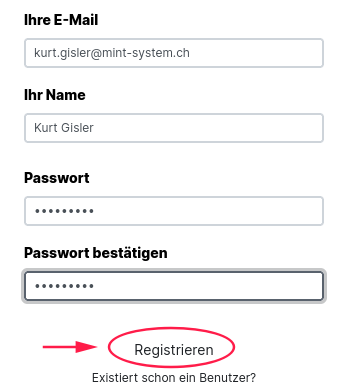 Ihre E-Mail
kurt.gisler@mint-system.ch
Ihr Name
Kurt Gisler
Passwort
•••••••••
Passwort bestätigen
•••••••••
Registrieren
Existiert schon ein Benutzer?